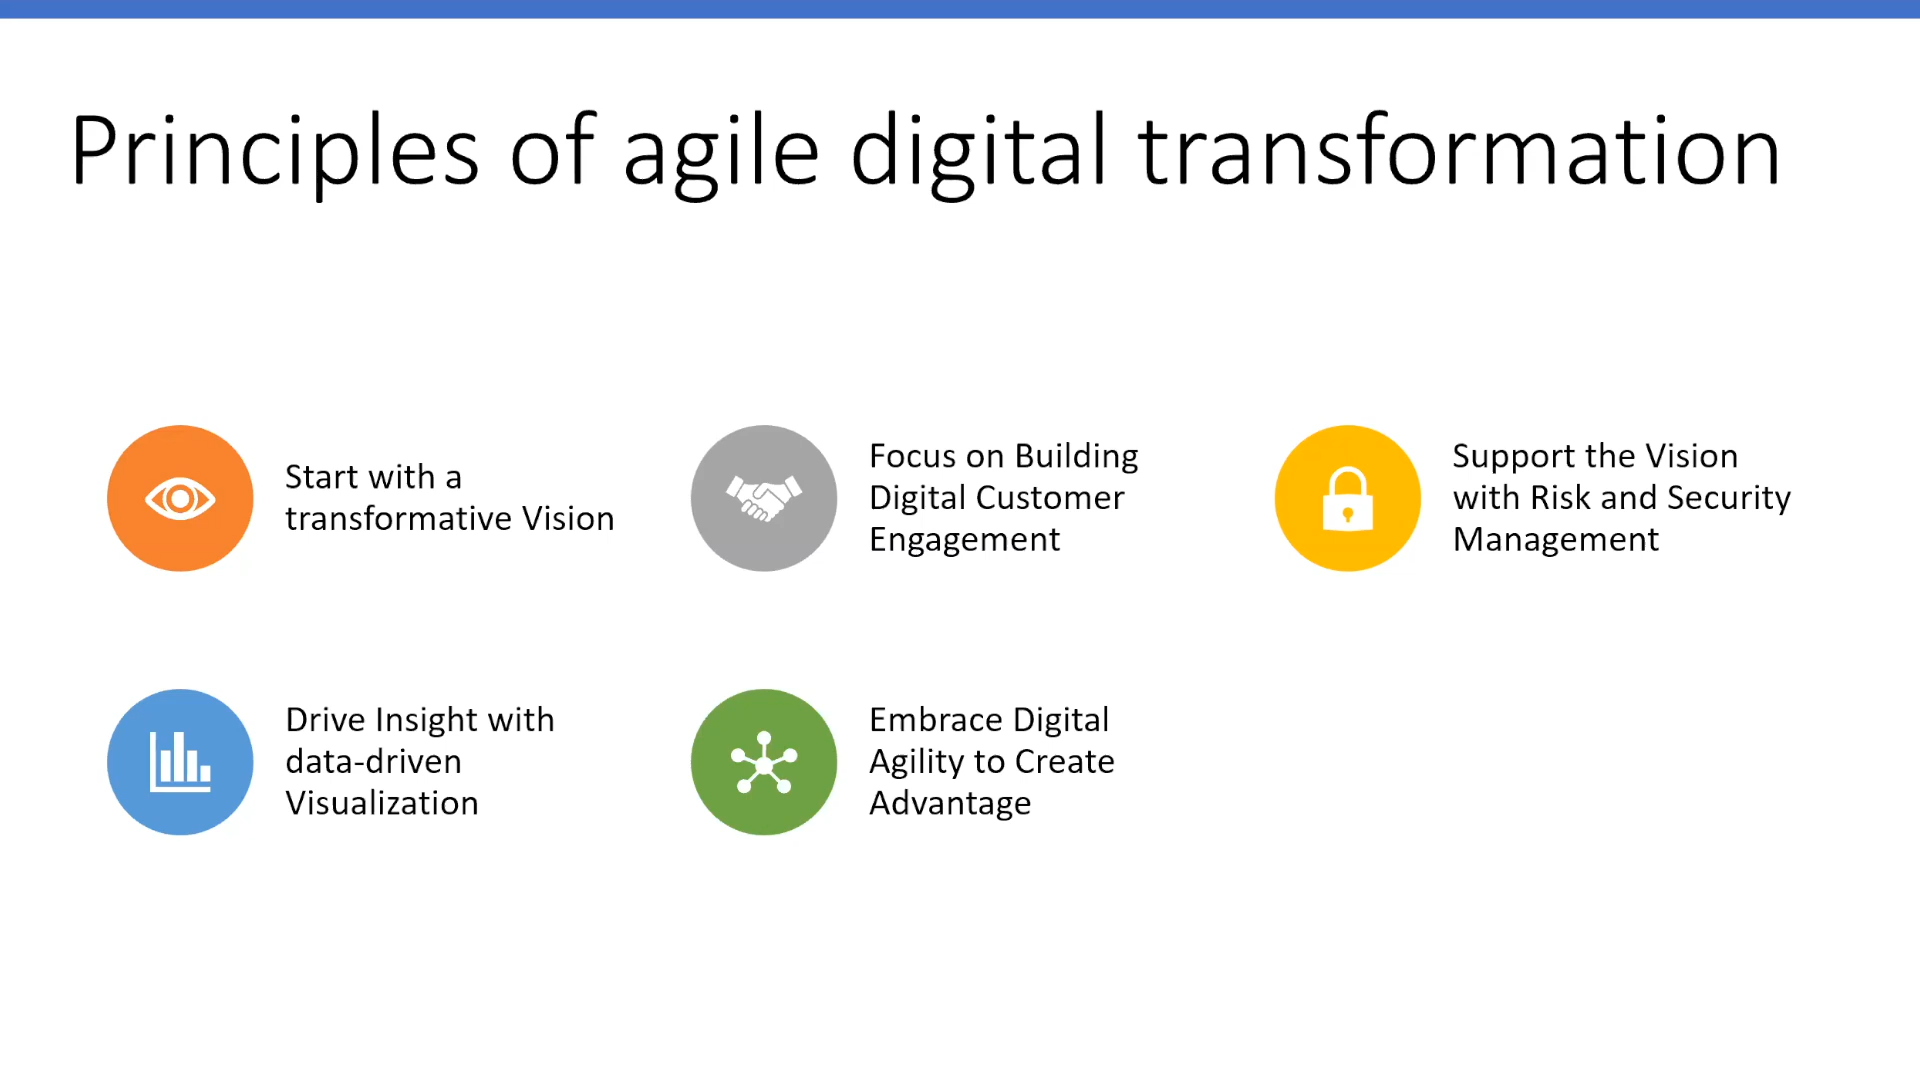 Principles of agile digital transformation
Start with a
transformative Vision
Focus on Building
Digital Customer
Engagement
Support the Vision
with Risk and Security
Management
Drive Insight with
data-driven
Visualization
Embrace Digital
Agility to Create
Advantage